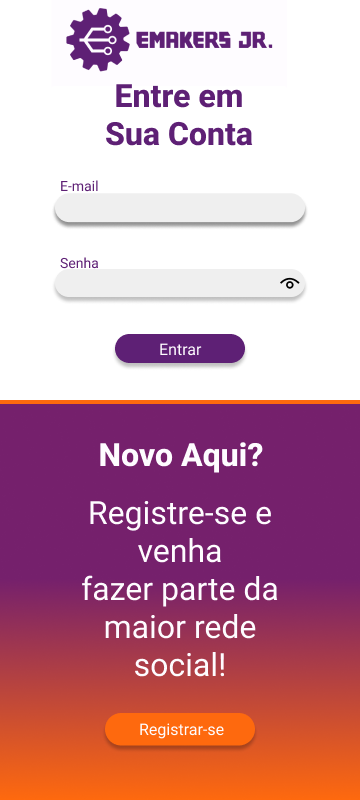 EMAKERS JR.
Entre em
Sua Conta
E-mail
Senha
Entrar
Novo Aqui?
Registre-se e
venha
fazer parte da
maior rede
social!
Registrar-se